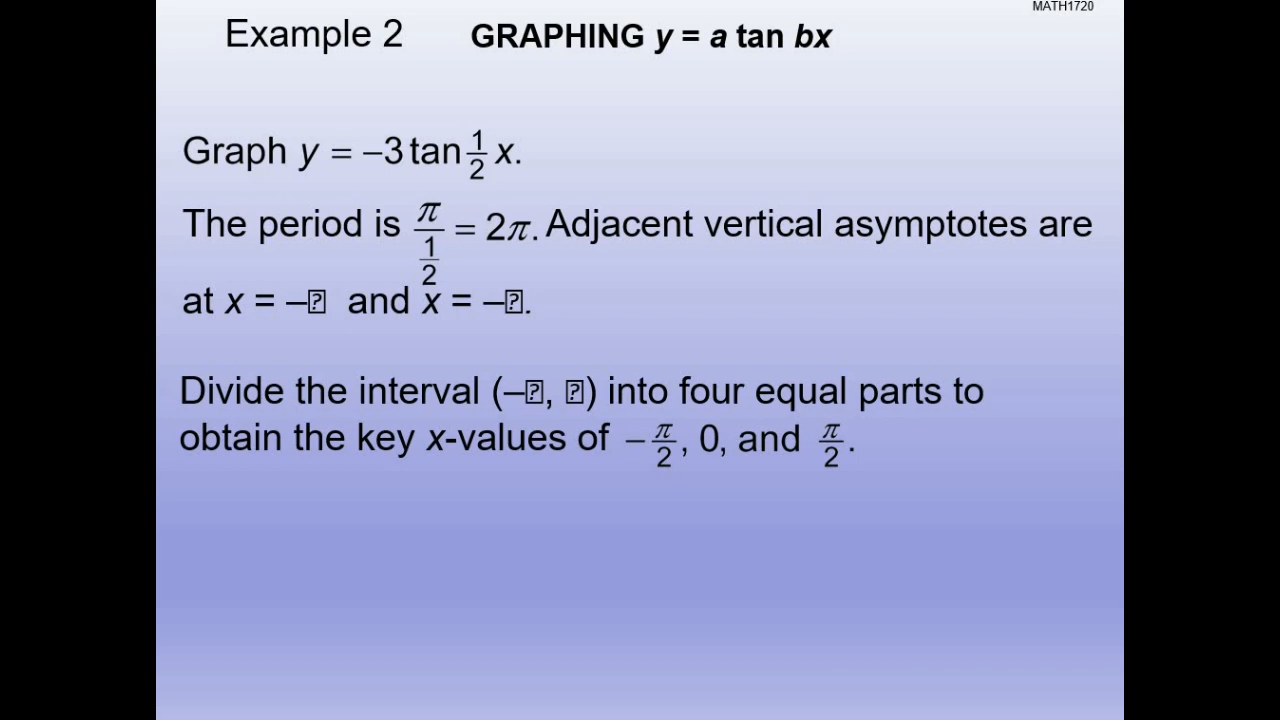 MATH1720
Example 2 GRAPHING y = a tan bx
Graph y = −3 tan 1/2 x.
The period is π/(1/2) = 2π. Adjacent vertical asymptotes are
at x = –⍰ and x = –⍰.
Divide the interval (–⍰, ⍰) into four equal parts to
obtain the key x-values of −π/2, 0, and π/2.